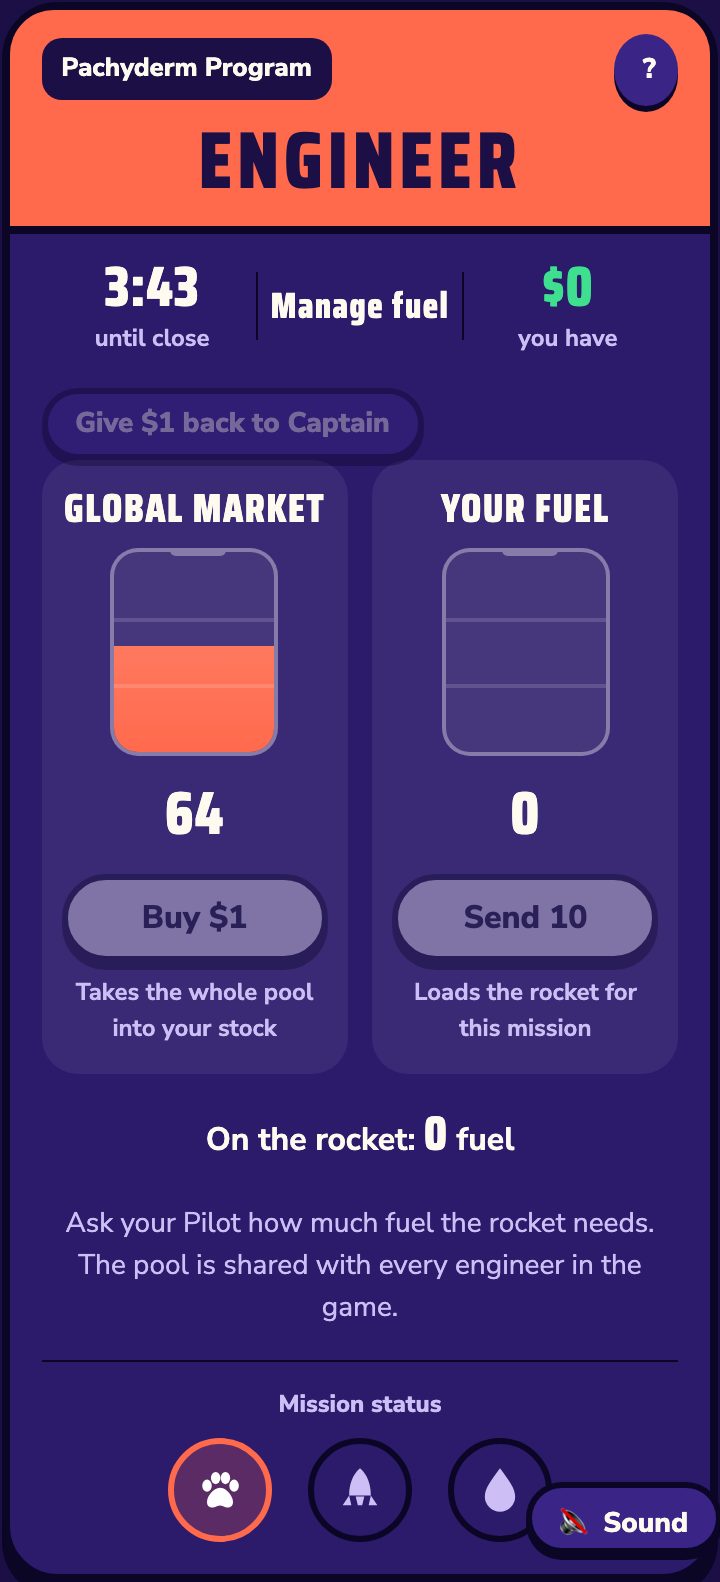 Pachyderm Program
?
ENGINEER
3:43
until close
Manage fuel
$0
you have
Give $1 back to Captain
GLOBAL MARKET
64
Buy $1
Takes the whole pool
into your stock
YOUR FUEL
0
Send 10
Loads the rocket for
this mission
On the rocket: 0 fuel
Ask your Pilot how much fuel the rocket needs.
The pool is shared with every engineer in the
game.
Mission status
Sound